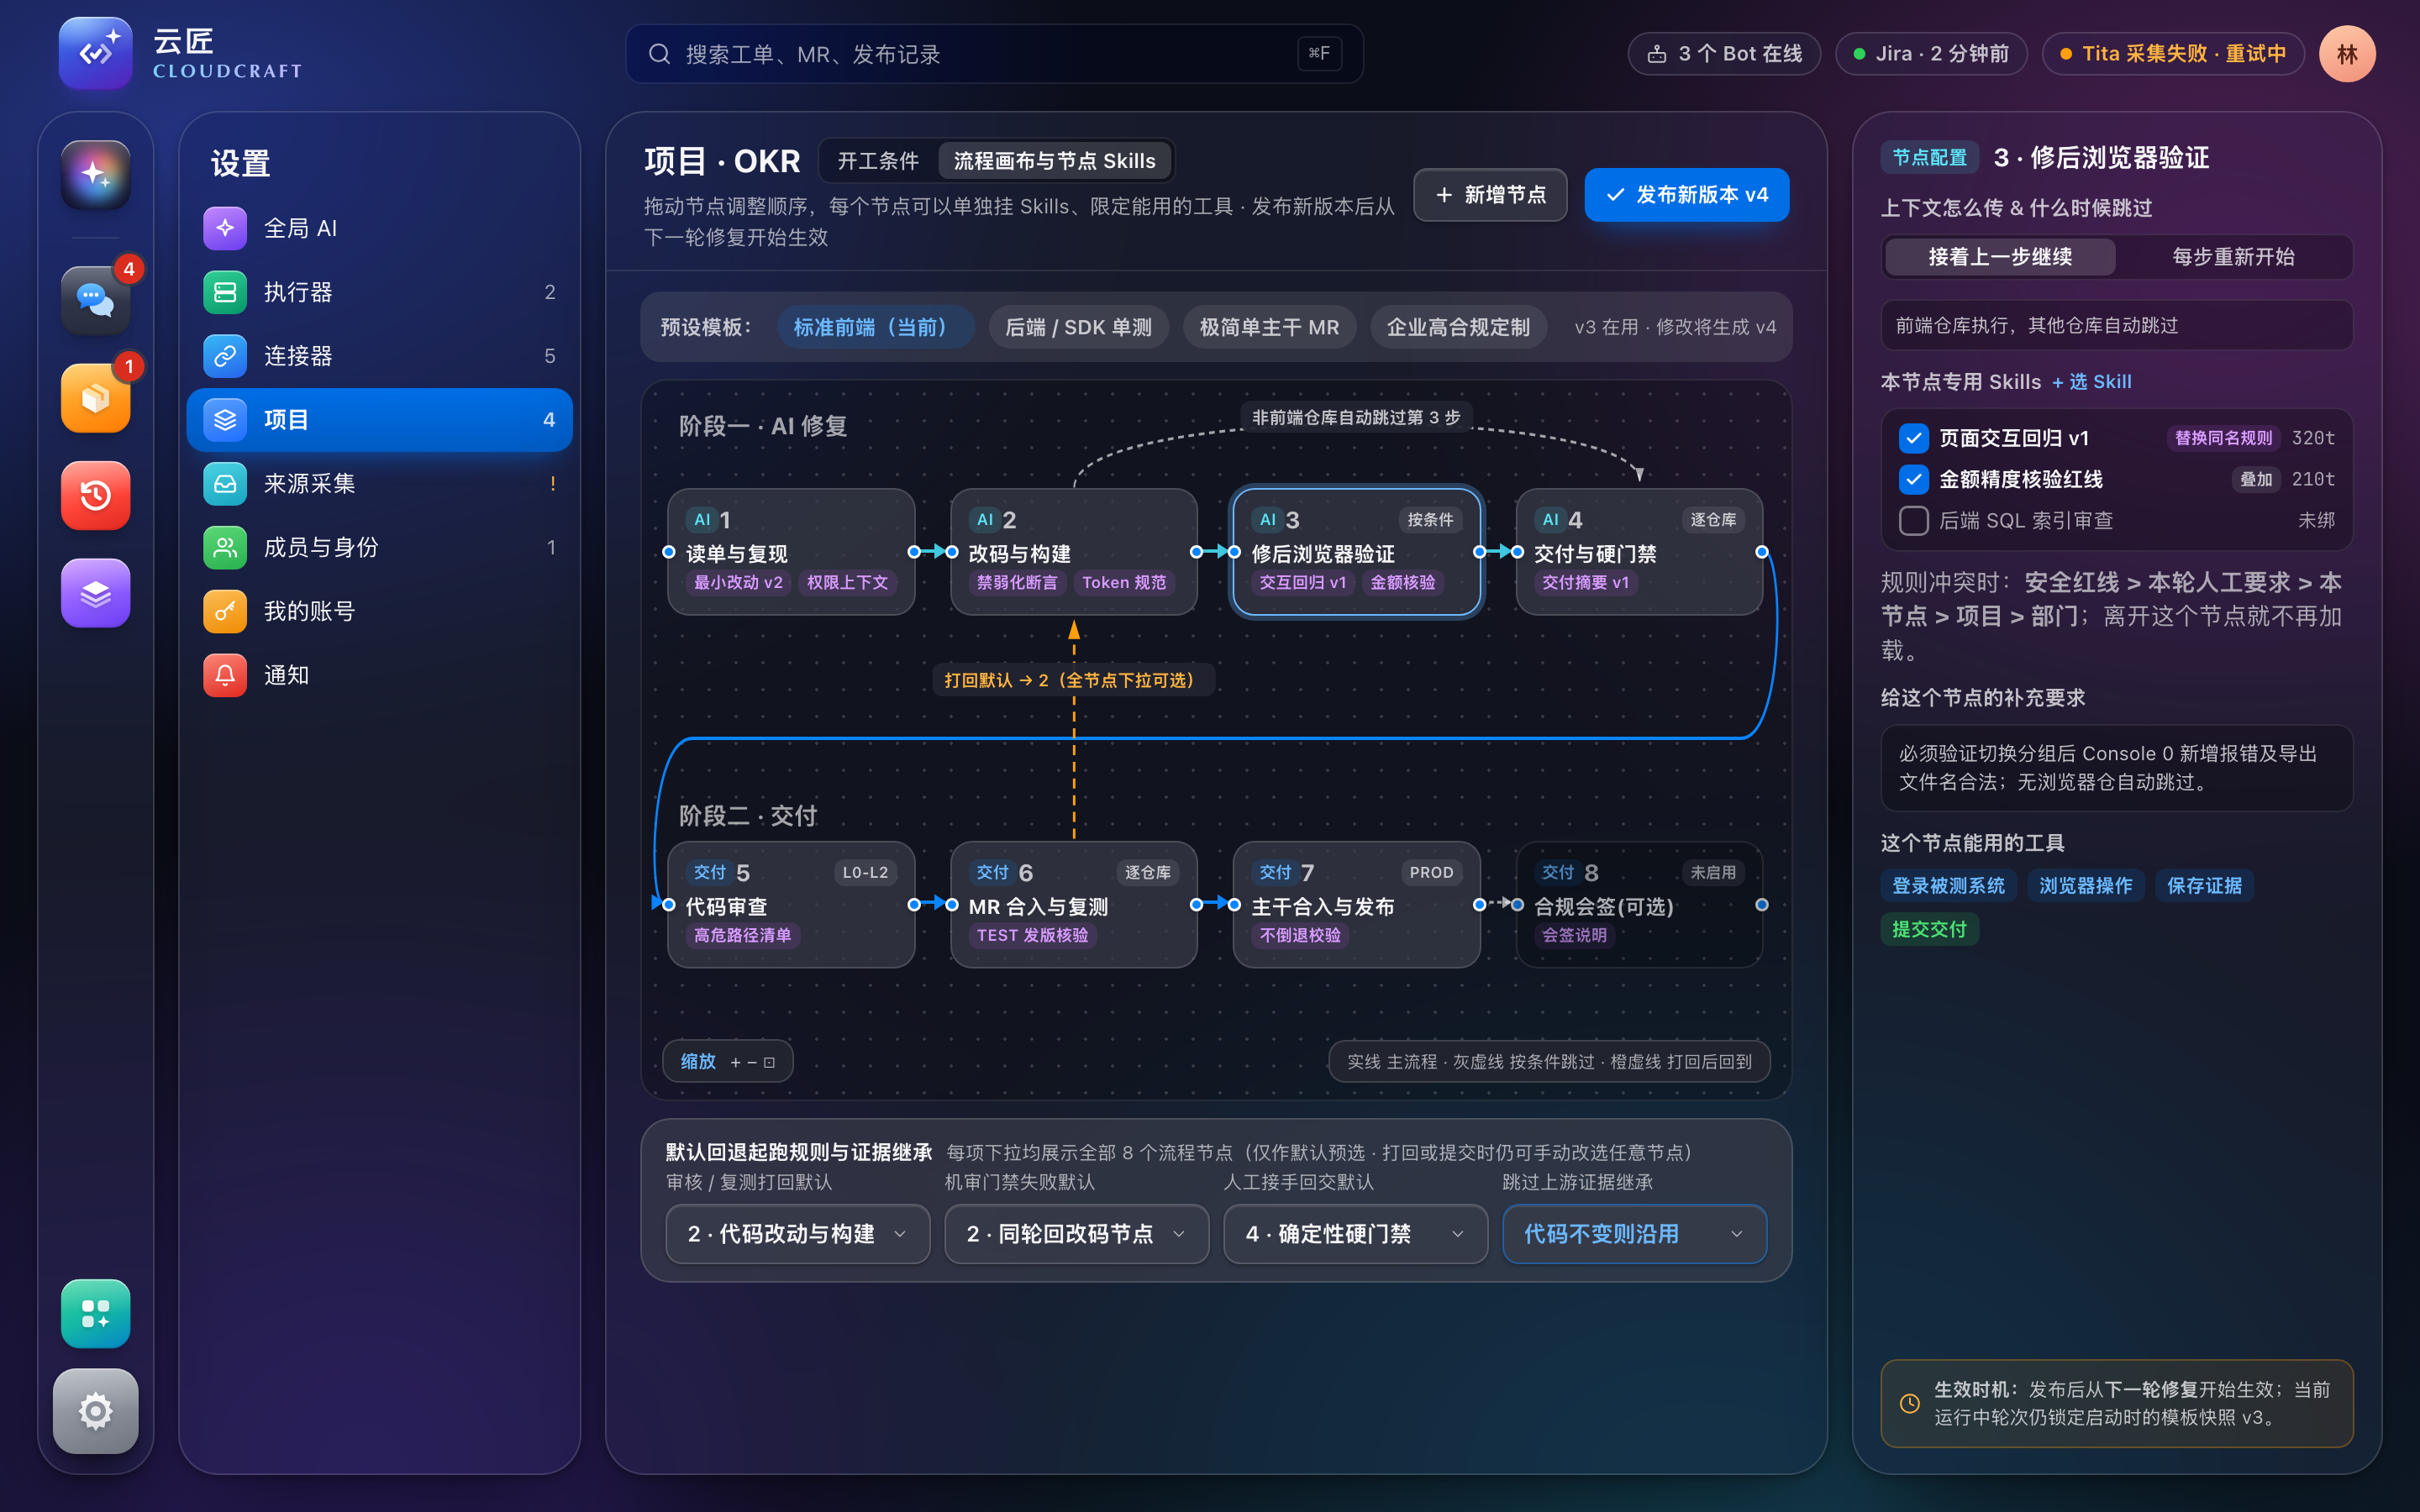 云匠
CLOUDCRAFT
搜索工单、MR、发布记录
⌘F
3 个 Bot 在线
Jira · 2 分钟前
Tita 采集失败 · 重试中
林
4
1
设置
全局 AI
执行器 2
连接器 5
项目 4
来源采集 !
成员与身份 1
我的账号
通知
项目 · OKR
开工条件
流程画布与节点 Skills
拖动节点调整顺序，每个节点可以单独挂 Skills、限定能用的工具 · 发布新版本后从
下一轮修复开始生效
+ 新增节点
发布新版本 v4
预设模板：
标准前端（当前）
后端 / SDK 单测
极简单主干 MR
企业高合规定制
v3 在用 · 修改将生成 v4
阶段一 · AI 修复
非前端仓库自动跳过第 3 步
AI 1
读单与复现
最小改动 v2 权限上下文
AI 2
改码与构建
禁弱化断言 Token 规范
AI 3 按条件
修后浏览器验证
交互回归 v1 金额核验
AI 4 逐仓库
交付与硬门禁
交付摘要 v1
打回默认 → 2（全节点下拉可选）
阶段二 · 交付
交付 5 L0-L2
代码审查
高危路径清单
交付 6 逐仓库
MR 合入与复测
TEST 发版核验
交付 7 PROD
主干合入与发布
不倒退校验
交付 8 未启用
合规会签(可选)
会签说明
缩放 + − ⊡
实线 主流程 · 灰虚线 按条件跳过 · 橙虚线 打回后回到
默认回退起跑规则与证据继承 每项下拉均展示全部 8 个流程节点（仅作默认预选 · 打回或提交时仍可手动改选任意节点）
审核 / 复测打回默认
2 · 代码改动与构建
机审门禁失败默认
2 · 同轮回改码节点
人工接手回交默认
4 · 确定性硬门禁
跳过上游证据继承
代码不变则沿用
节点配置 3 · 修后浏览器验证
上下文怎么传 & 什么时候跳过
接着上一步继续
每步重新开始
前端仓库执行，其他仓库自动跳过
本节点专用 Skills + 选 Skill
页面交互回归 v1 替换同名规则 320t
金额精度核验红线 叠加 210t
后端 SQL 索引审查 未绑
规则冲突时：安全红线 > 本轮人工要求 > 本
节点 > 项目 > 部门；离开这个节点就不再加
载。
给这个节点的补充要求
必须验证切换分组后 Console 0 新增报错及导出
文件名合法；无浏览器仓自动跳过。
这个节点能用的工具
登录被测系统 浏览器操作 保存证据
提交交付
生效时机：发布后从下一轮修复开始生效；当前
运行中轮次仍锁定启动时的模板快照 v3。